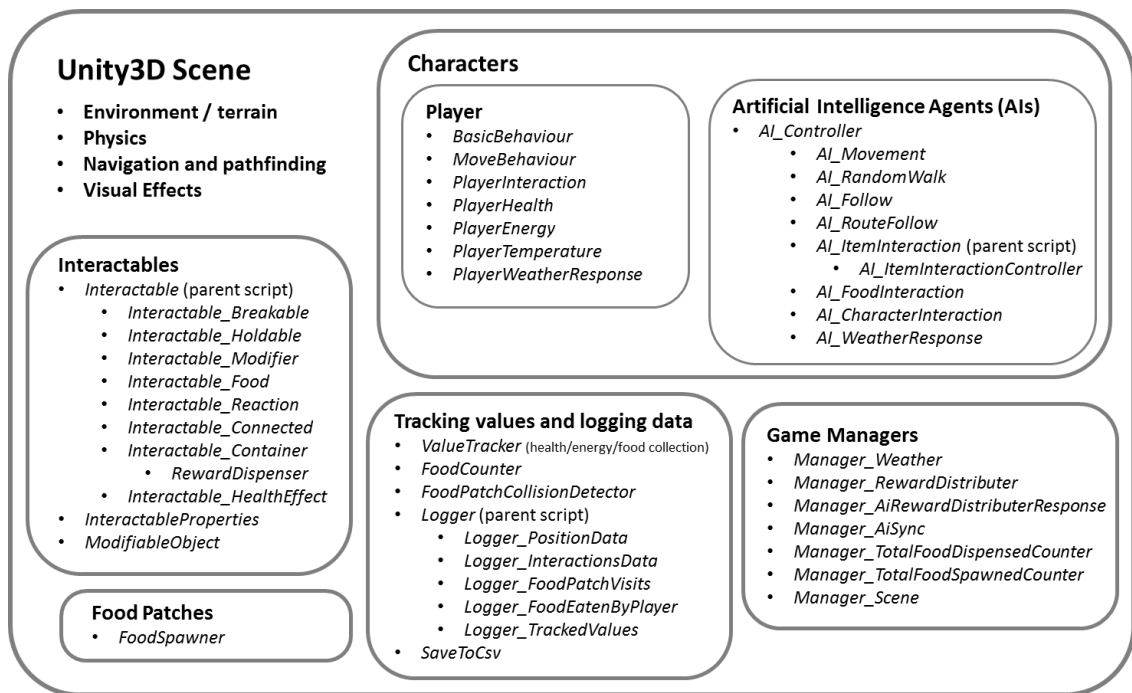 Unity3D Scene
• Environment / terrain
• Physics
• Navigation and pathfinding
• Visual Effects
Characters
Player
• BasicBehaviour
• MoveBehaviour
• PlayerInteraction
• PlayerHealth
• PlayerEnergy
• PlayerTemperature
• PlayerWeatherResponse
Artificial Intelligence Agents (AIs)
• AI_Controller
• AI_Movement
• AI_RandomWalk
• AI_Follow
• AI_RouteFollow
• AI_ItemInteraction (parent script)
• AI_ItemInteractionController
• AI_FoodInteraction
• AI_CharacterInteraction
• AI_WeatherResponse
Interactables
• Interactable (parent script)
• Interactable_Breakable
• Interactable_Holdable
• Interactable_Modifier
• Interactable_Food
• Interactable_Reaction
• Interactable_Connected
• Interactable_Container
• RewardDispenser
• Interactable_HealthEffect
• InteractableProperties
• ModifiableObject
Food Patches
• FoodSpawner
Tracking values and logging data
• ValueTracker (health/energy/food collection)
• FoodCounter
• FoodPatchCollisionDetector
• Logger (parent script)
• Logger_PositionData
• Logger_InteractionsData
• Logger_FoodPatchVisits
• Logger_FoodEatenByPlayer
• Logger_TrackedValues
• SaveToCsv
Game Managers
• Manager_Weather
• Manager_RewardDistributer
• Manager_AiRewardDistributerResponse
• Manager_AiSync
• Manager_TotalFoodDispensedCounter
• Manager_TotalFoodSpawnedCounter
• Manager_Scene